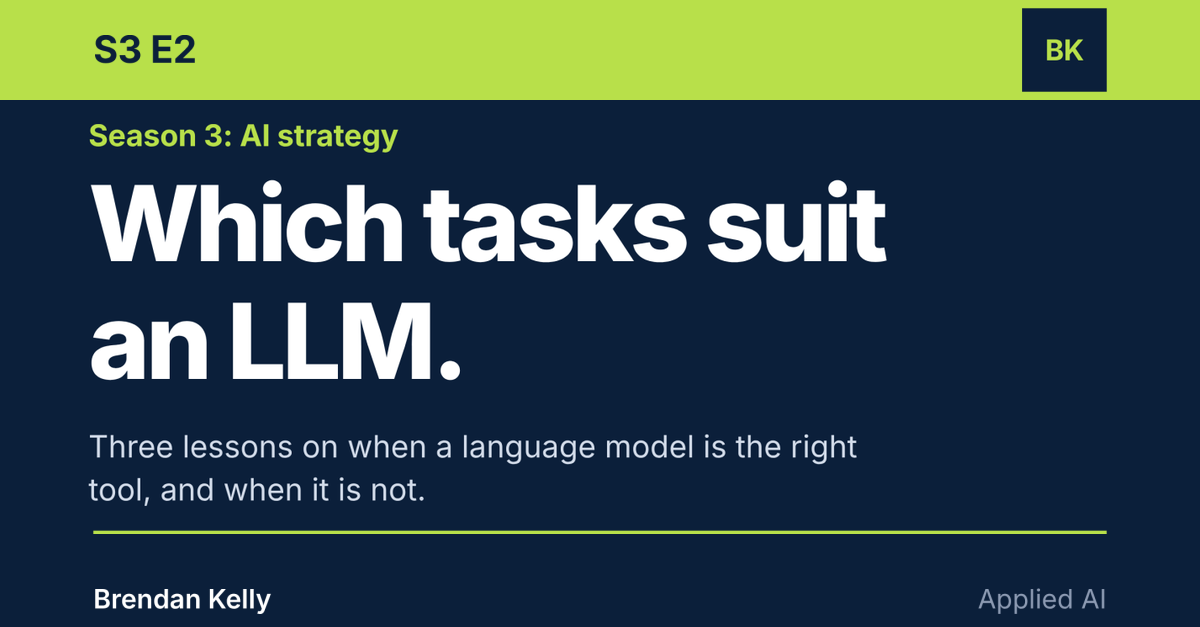 S3 E2
BK
Season 3: AI strategy
Which tasks suit
an LLM.
Three lessons on when a language model is the right
tool, and when it is not.
Brendan Kelly
Applied AI